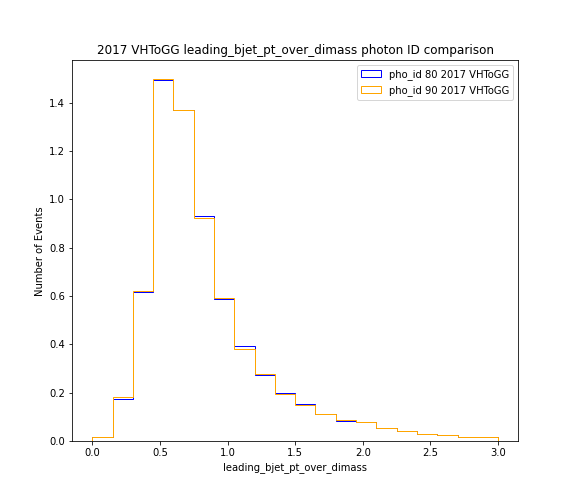 2017 VHToGG leading_bjet_pt_over_dimass photon ID comparison
pho_id 80 2017 VHToGG
pho_id 90 2017 VHToGG
Number of Events
1.4
1.2
1.0
0.8
0.6
0.4
0.2
0.0
0.0 0.5 1.0 1.5 2.0 2.5 3.0
leading_bjet_pt_over_dimass